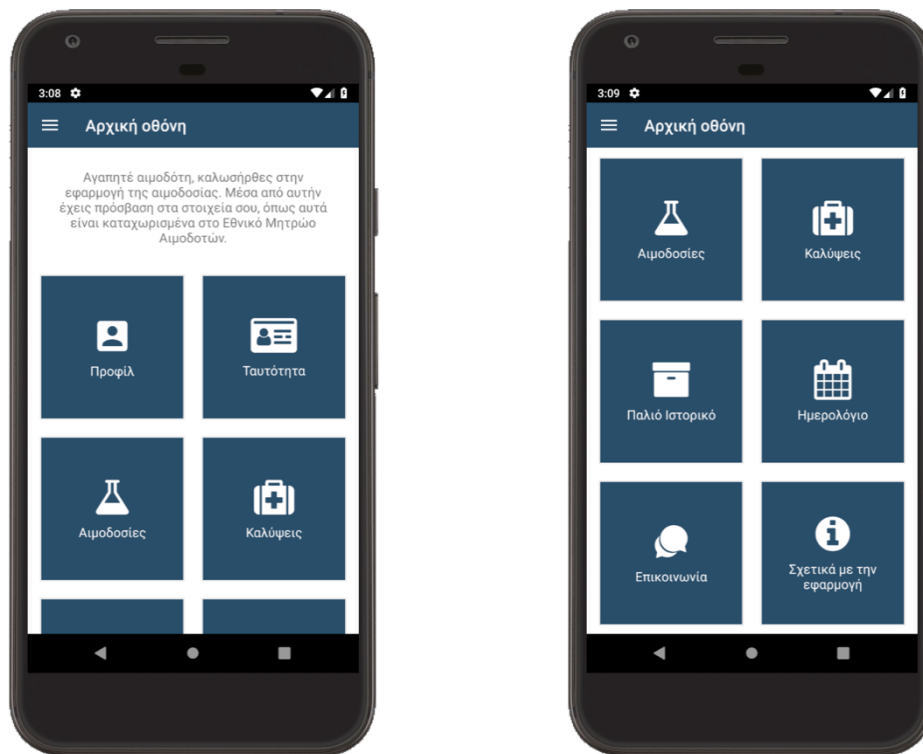 3:08
Αρχική οθόνη
Αγαπητέ αιμοδότη, καλωσήρθες στην
εφαρμογή της αιμοδοσίας. Μέσα από αυτήν
έχεις πρόσβαση στα στοιχεία σου, όπως αυτά
είναι καταχωρισμένα στο Εθνικό Μητρώο
Αιμοδοτών.
Προφίλ
Ταυτότητα
Αιμοδοσίες
Καλύψεις
3:09
Αρχική οθόνη
Αιμοδοσίες
Καλύψεις
Παλιό Ιστορικό
Ημερολόγιο
Επικοινωνία
Σχετικά με την
εφαρμογή